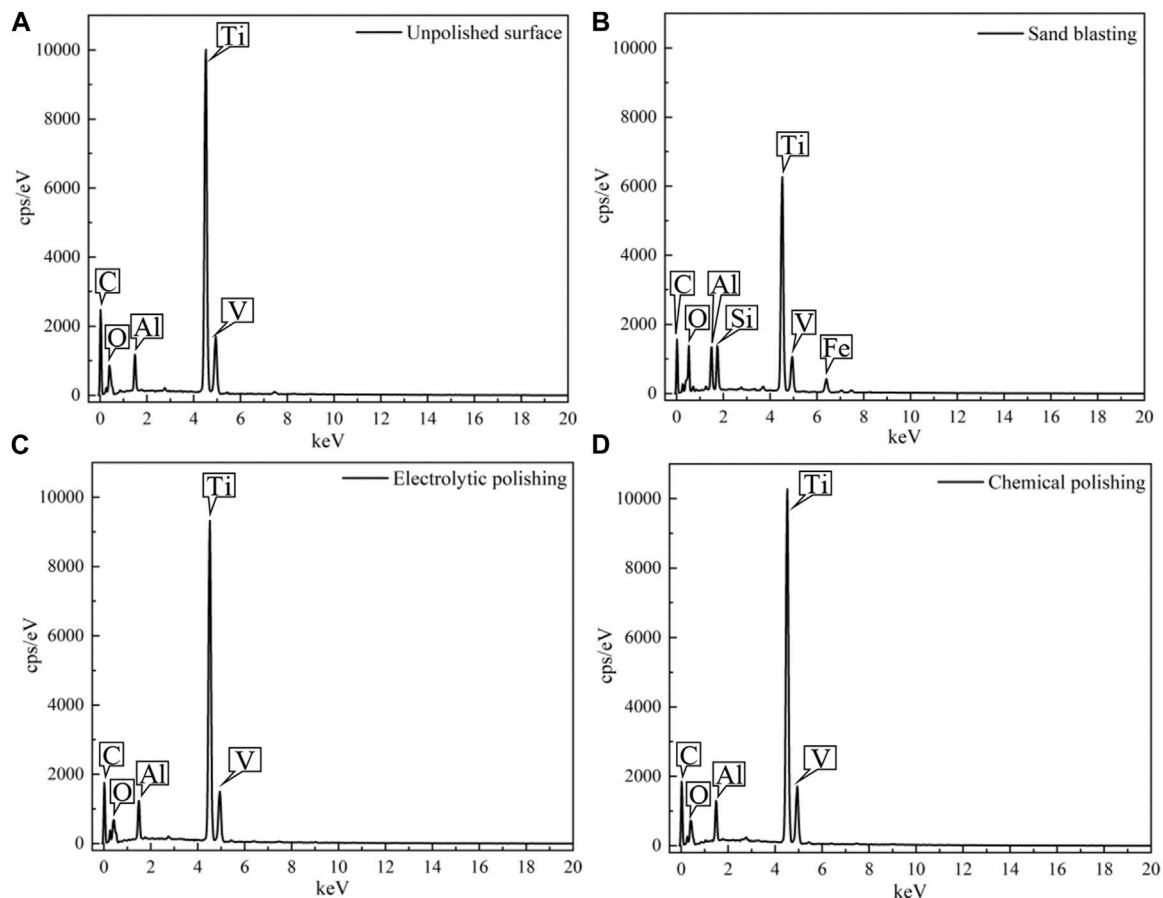 A
Unpolished surface
Ti
C
O
Al
V
10000
8000
6000
4000
2000
0
cps/eV
0 2 4 6 8 10 12 14 16 18 20
keV
B
Sand blasting
Ti
C
O
Al
Si
V
Fe
10000
8000
6000
4000
2000
0
cps/eV
0 2 4 6 8 10 12 14 16 18 20
keV
C
Electrolytic polishing
Ti
C
O
Al
V
10000
8000
6000
4000
2000
0
cps/eV
0 2 4 6 8 10 12 14 16 18 20
keV
D
Chemical polishing
Ti
C
O
Al
V
10000
8000
6000
4000
2000
0
cps/eV
0 2 4 6 8 10 12 14 16 18 20
keV